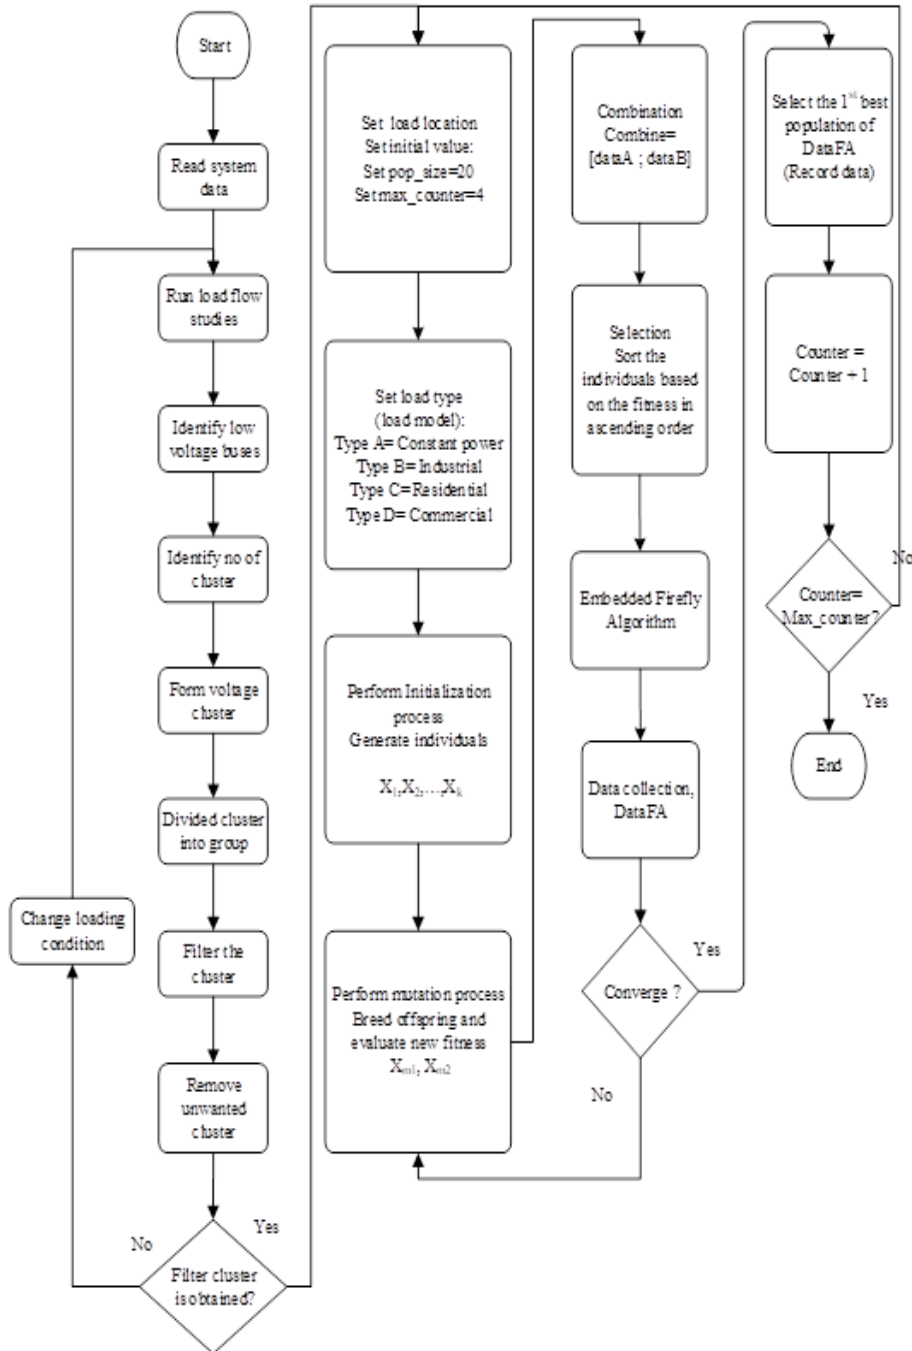 Start
Read system
data
Run load flow
studies
Identify low
voltage buses
Identify no of
cluster
Form voltage
cluster
Divided cluster
into group
Change loading
condition
Filter the
cluster
Remove
unwanted
cluster
No
Yes
Filter cluster
is obtained?
Set load location
Set initial value:
Set pop_size=20
Set max_counter=4
Set load type
(load model):
Type A= Constant power
Type B= Industrial
Type C= Residential
Type D= Commercial
Perform Initialization
process
Generate individuals
X₁,X₂,…,Xₖ
Perform mutation process
Breed offspring and
evaluate new fitness
Xₘ₁, Xₘ₂
Combination
Combine=
[dataA ; dataB]
Selection
Sort the
individuals based
on the fitness in
ascending order
Embedded Firefly
Algorithm
Data collection,
DataFA
Converge ?
Yes
No
Select the 1ˢᵗ best
population of
DataFA
(Record data)
Counter =
Counter + 1
No
Counter=
Max_counter?
Yes
End